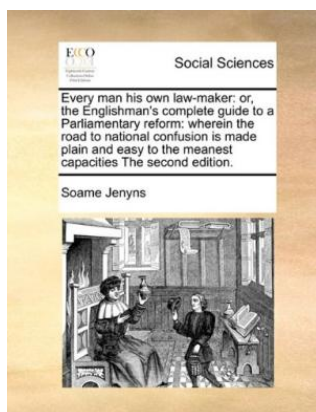 ECCO
Social Sciences
Every man his own law-maker: or,
the Englishman's complete guide to a
Parliamentary reform: wherein the
road to national confusion is made
plain and easy to the meanest
capacities The second edition.
Soame Jenyns